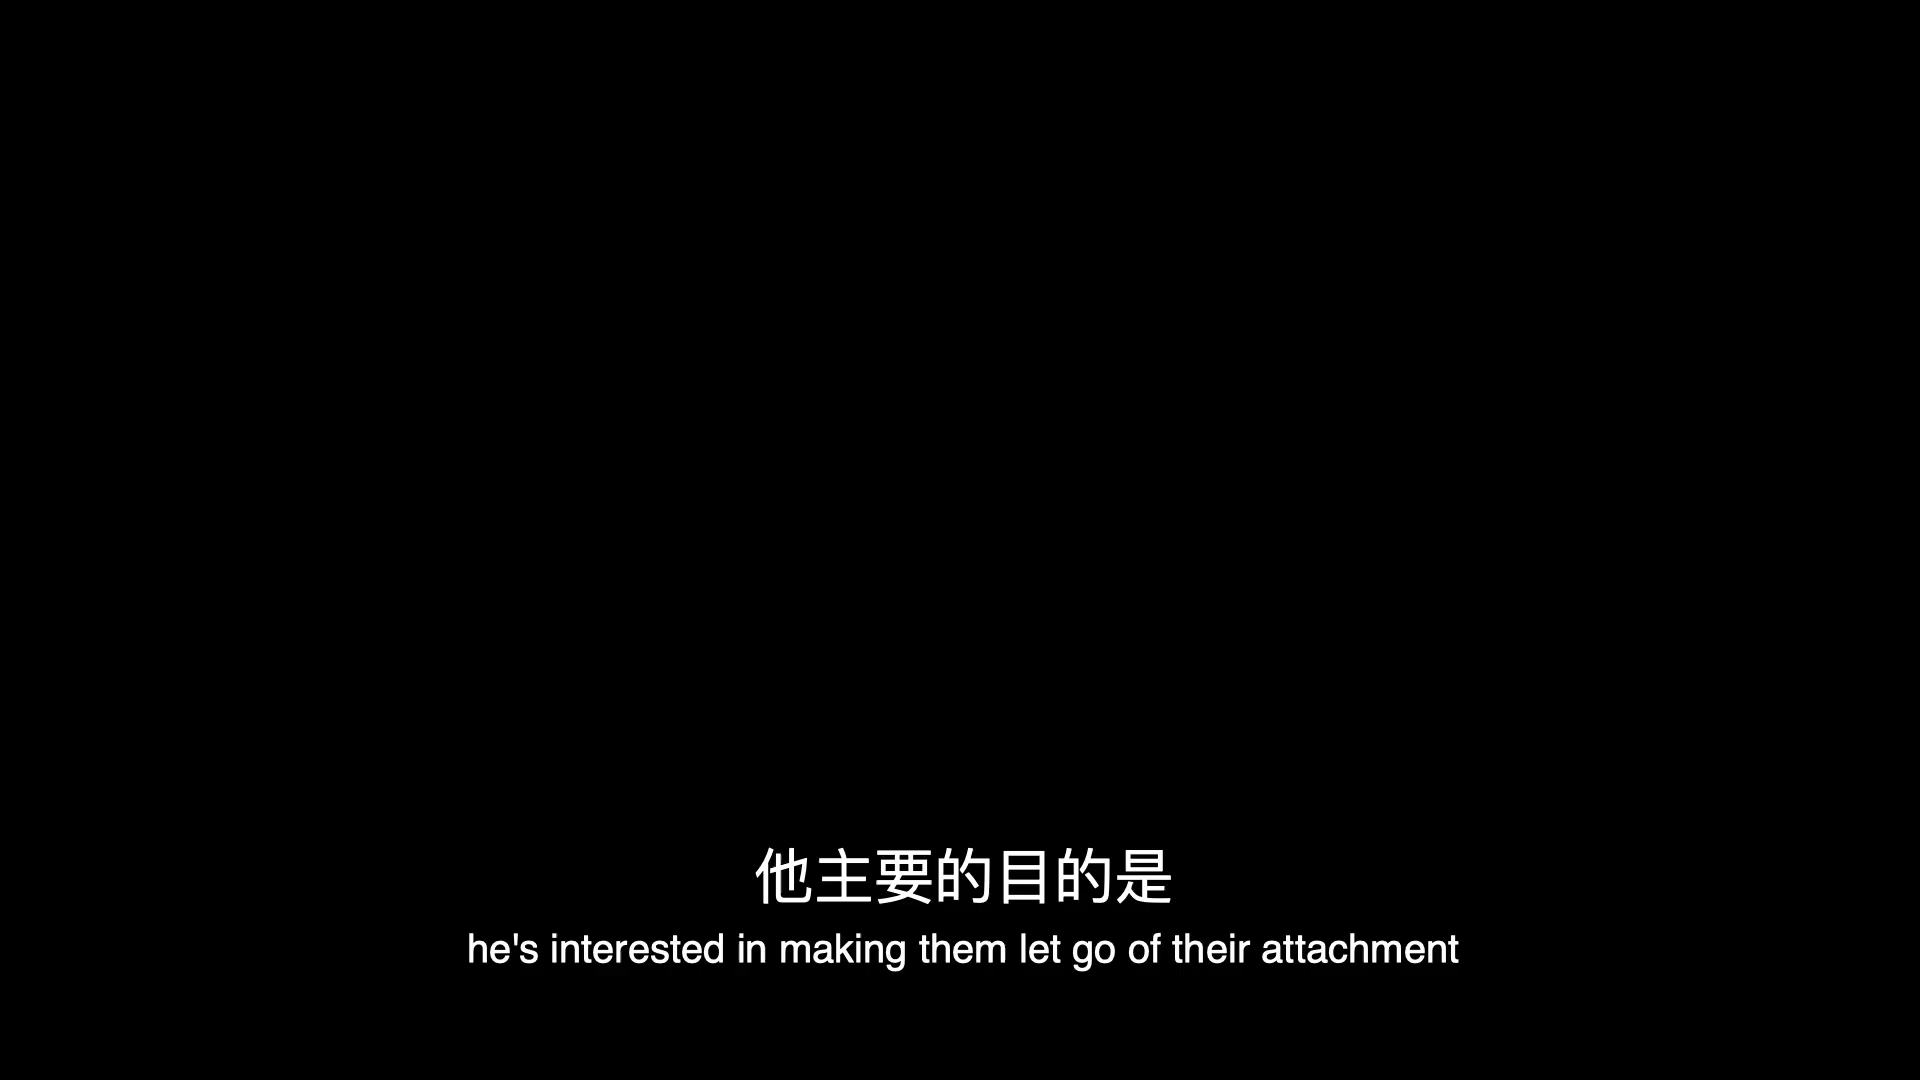 他主要的目的是
he's interested in making them let go of their attachment